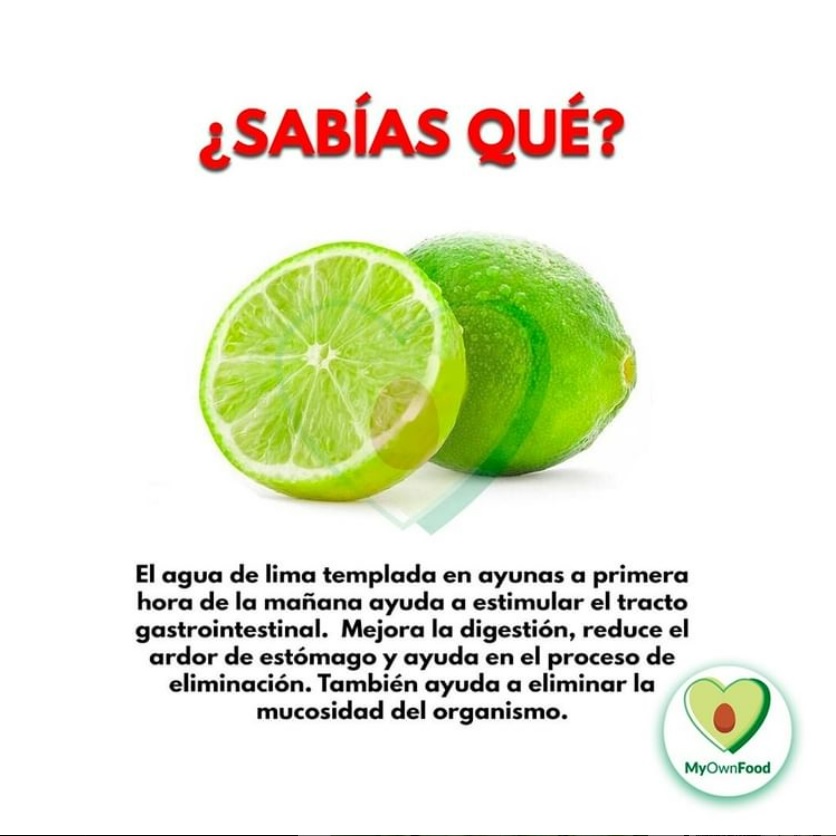 ¿SABÍAS QUÉ?
El agua de lima templada en ayunas a primera
hora de la mañana ayuda a estimular el tracto
gastrointestinal. Mejora la digestión, reduce el
ardor de estómago y ayuda en el proceso de
eliminación. También ayuda a eliminar la
mucosidad del organismo.
MyOwnFood